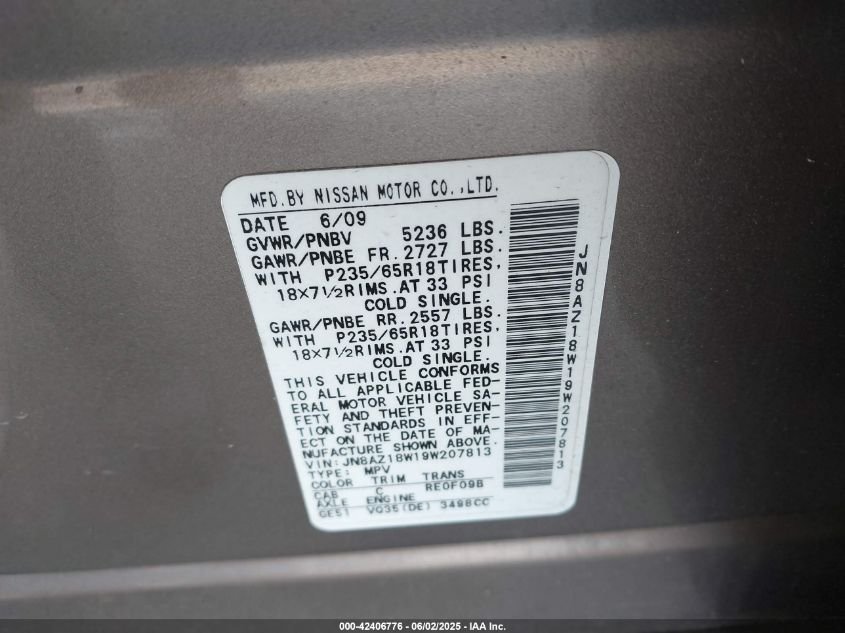 MFD.BY NISSAN MOTOR CO.,LTD.
DATE 6/09
GVWR/PNBV 5236 LBS.
GAWR/PNBE FR.2727 LBS.
WITH P235/65R18TIRES,
18X7½RIMS.AT 33 PSI
COLD SINGLE.
GAWR/PNBE RR.2557 LBS.
WITH P235/65R18TIRES,
18X7½RIMS.AT 33 PSI
COLD SINGLE.
THIS VEHICLE CONFORMS
TO ALL APPLICABLE FED-
ERAL MOTOR VEHICLE SA-
FETY AND THEFT PREVEN-
TION STANDARDS IN EFF-
ECT ON THE DATE OF MA-
NUFACTURE SHOWN ABOVE.
VIN:JN8AZ18W19W207813
TYPE: MPV
COLOR TRIM TRANS
CAB C RE0F09B
AXLE ENGINE
GE51 VQ35(DE) 3498CC
JN8AZ18W19W207813
000-42406776 - 06/02/2025 - IAA Inc.